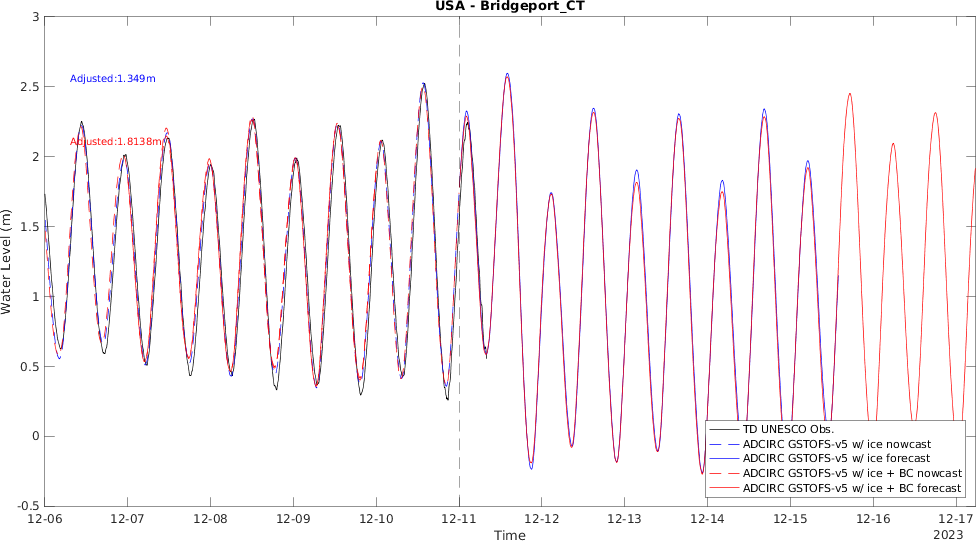 USA - Bridgeport_CT
3
2.5
2
1.5
1
0.5
0
-0.5
Water Level (m)
Adjusted:1.349m
Adjusted:1.8138m
TD UNESCO Obs.
ADCIRC GSTOFS-v5 w/ ice nowcast
ADCIRC GSTOFS-v5 w/ ice forecast
ADCIRC GSTOFS-v5 w/ ice + BC nowcast
ADCIRC GSTOFS-v5 w/ ice + BC forecast
12-06 12-07 12-08 12-09 12-10 12-11 12-12 12-13 12-14 12-15 12-16 12-17
Time
2023